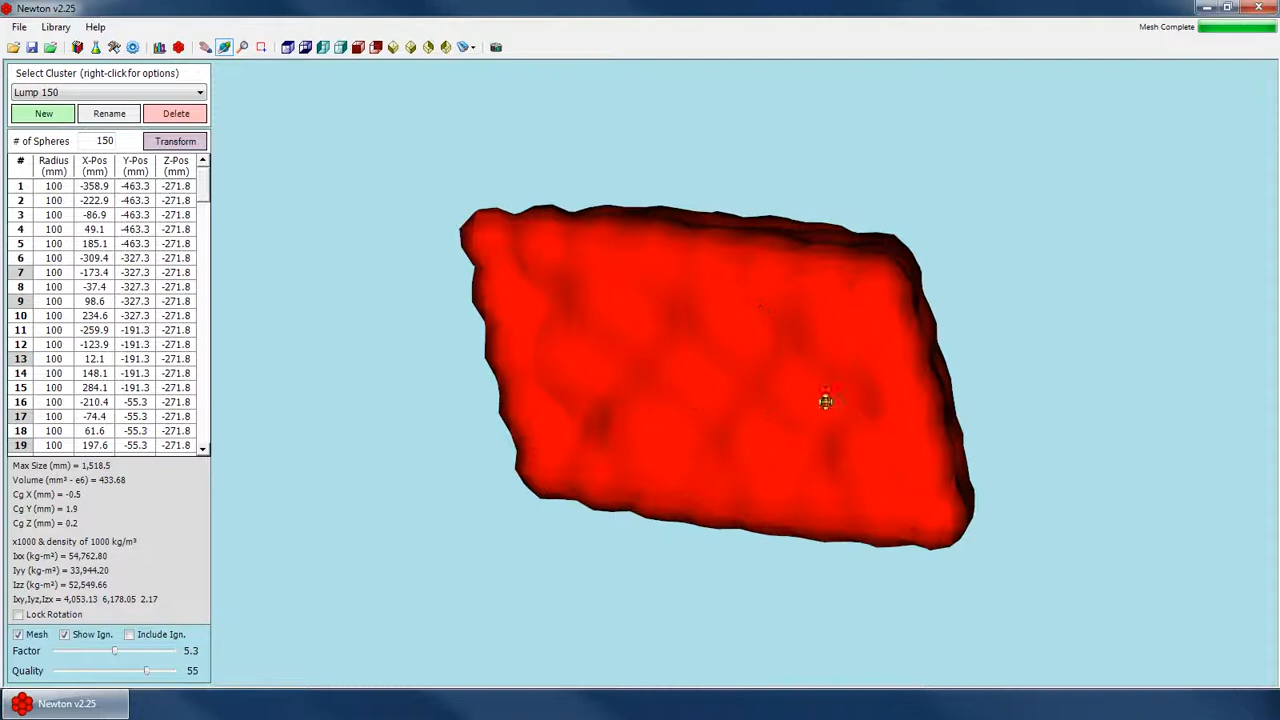 Newton v2.25
File Library Help
Mesh Complete
Select Cluster (right-click for options)
Lump 150
New Rename Delete
# of Spheres 150 Transform
# Radius (mm) X-Pos (mm) Y-Pos (mm) Z-Pos (mm)
1 100 -358.9 -463.3 -271.8
2 100 -222.9 -463.3 -271.8
3 100 -86.9 -463.3 -271.8
4 100 49.1 -463.3 -271.8
5 100 185.1 -463.3 -271.8
6 100 -309.4 -327.3 -271.8
7 100 -173.4 -327.3 -271.8
8 100 -37.4 -327.3 -271.8
9 100 98.6 -327.3 -271.8
10 100 234.6 -327.3 -271.8
11 100 -259.9 -191.3 -271.8
12 100 -123.9 -191.3 -271.8
13 100 12.1 -191.3 -271.8
14 100 148.1 -191.3 -271.8
15 100 284.1 -191.3 -271.8
16 100 -210.4 -55.3 -271.8
17 100 -74.4 -55.3 -271.8
18 100 61.6 -55.3 -271.8
19 100 197.6 -55.3 -271.8
Max Size (mm) = 1,518.5
Volume (mm³ - e6) = 433.68
Cg X (mm) = -0.5
Cg Y (mm) = 1.9
Cg Z (mm) = 0.2
x1000 & density of 1000 kg/m³
Ixx (kg-m²) = 54,762.80
Iyy (kg-m²) = 33,944.20
Izz (kg-m²) = 52,549.66
Ixy,Iyz,Izx = 4,053.13 6,178.05 2.17
Lock Rotation
Mesh Show Ign. Include Ign.
Factor 5.3
Quality 55
Newton v2.25